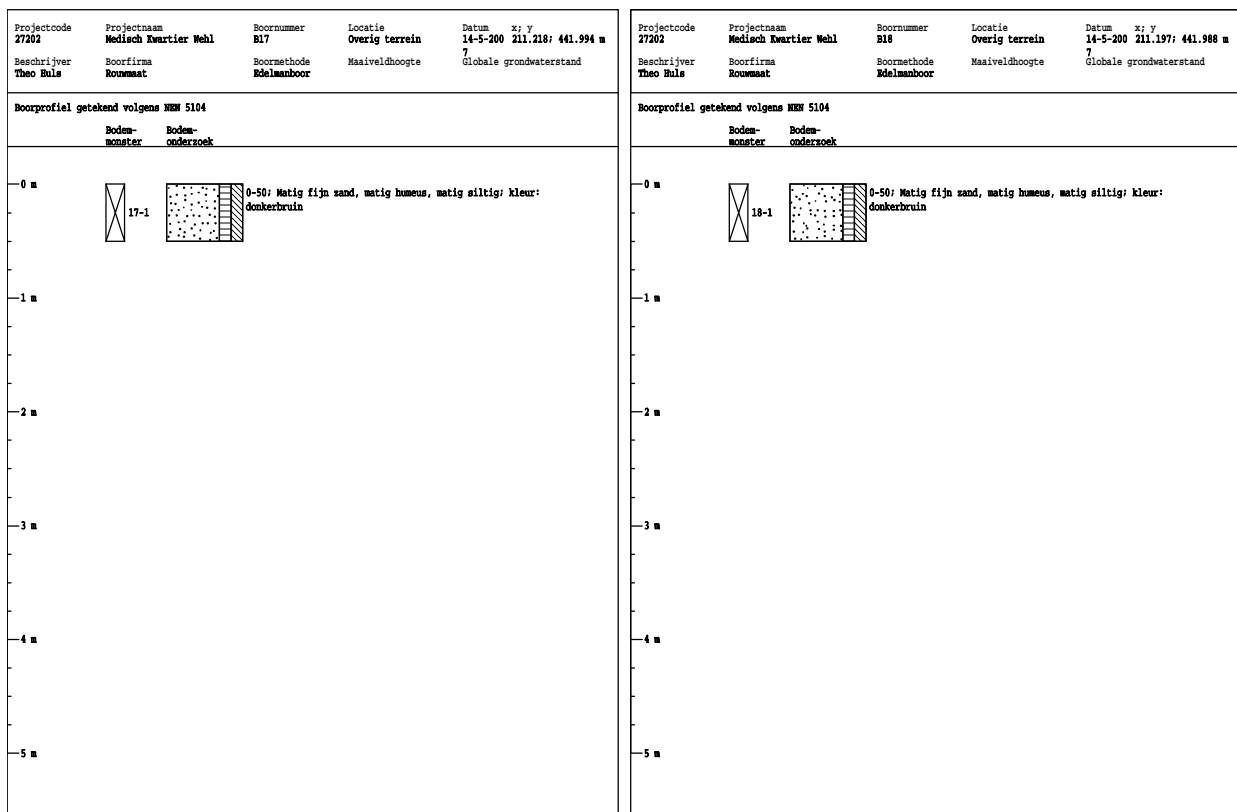 Projectcode Projectnaam Boornummer Locatie Datum x; y
27202 Medisch Kwartier Wehl B17 Overig terrein 14-5-200 211.218; 441.994 m
7
Beschrijver Boorfirma Boormethode Maaiveldhoogte Globale grondwaterstand
Theo Huls Rouwmaat Edelmanboor
Boorprofiel getekend volgens NEN 5104
Bodem- Bodem-
monster onderzoek
0 m
17-1
0-50; Matig fijn zand, matig humeus, matig siltig; kleur:
donkerbruin
1 m
2 m
3 m
4 m
5 m
Projectcode Projectnaam Boornummer Locatie Datum x; y
27202 Medisch Kwartier Wehl B18 Overig terrein 14-5-200 211.197; 441.988 m
7
Beschrijver Boorfirma Boormethode Maaiveldhoogte Globale grondwaterstand
Theo Huls Rouwmaat Edelmanboor
Boorprofiel getekend volgens NEN 5104
Bodem- Bodem-
monster onderzoek
0 m
18-1
0-50; Matig fijn zand, matig humeus, matig siltig; kleur:
donkerbruin
1 m
2 m
3 m
4 m
5 m